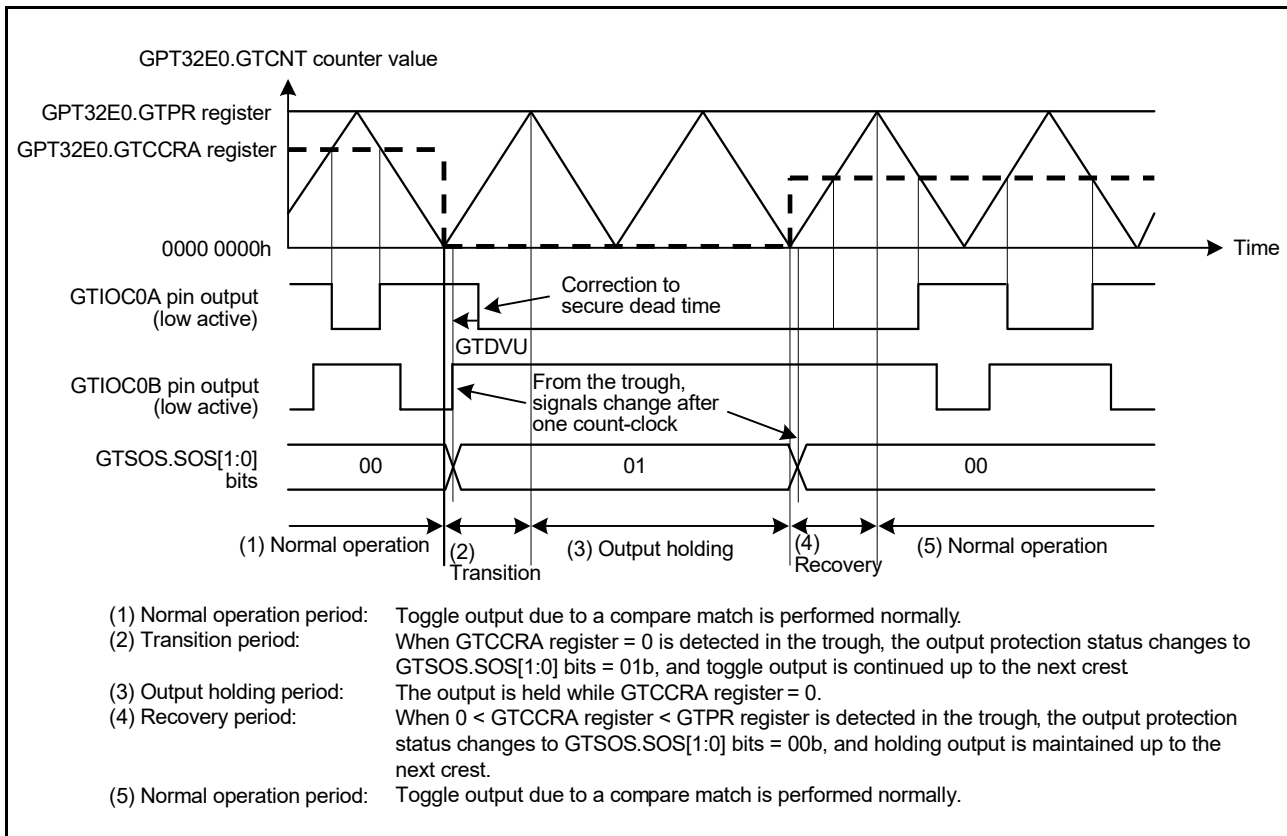 GPT32E0.GTCNT counter value
GPT32E0.GTPR register
GPT32E0.GTCCRA register
0000 0000h
Time
GTIOC0A pin output
(low active)
Correction to
secure dead time
GTDVU
GTIOC0B pin output
(low active)
From the trough,
signals change after
one count-clock
GTSOS.SOS[1:0]
bits
00
01
00
(1) Normal operation
(2)
Transition
(3) Output holding
(4)
Recovery
(5) Normal operation
(1) Normal operation period: Toggle output due to a compare match is performed normally.
(2) Transition period: When GTCCRA register = 0 is detected in the trough, the output protection status changes to
GTSOS.SOS[1:0] bits = 01b, and toggle output is continued up to the next crest
(3) Output holding period: The output is held while GTCCRA register = 0.
(4) Recovery period: When 0 < GTCCRA register < GTPR register is detected in the trough, the output protection
status changes to GTSOS.SOS[1:0] bits = 00b, and holding output is maintained up to the
next crest.
(5) Normal operation period: Toggle output due to a compare match is performed normally.